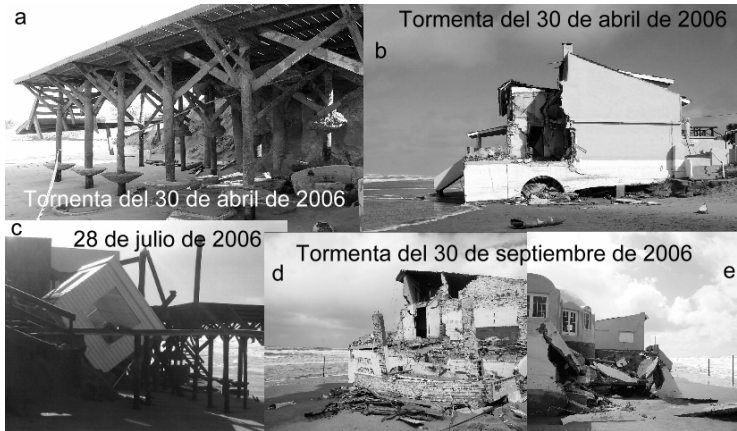 a
Tormenta del 30 de abril de 2006
b
Tornenta del 30 de abril de 2006
c
28 de julio de 2006
Tormenta del 30 de septiembre de 2006
d
e